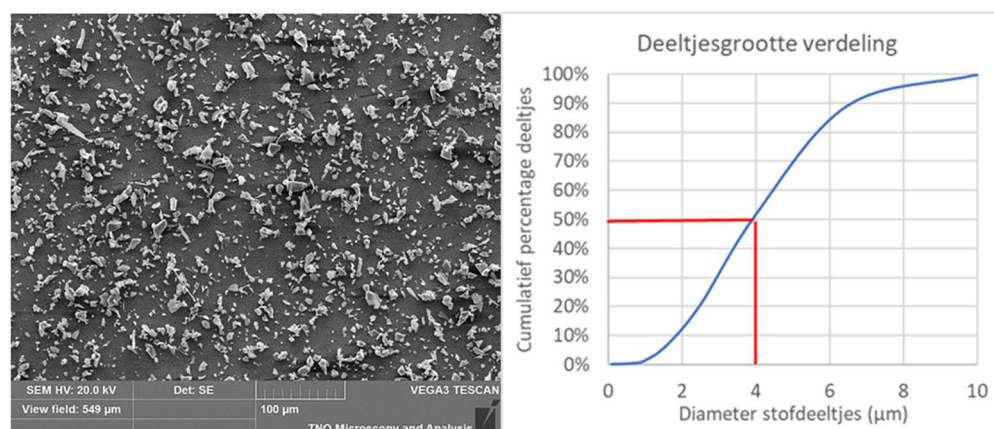 SEM HV: 20.0 kV
Det: SE
VEGA3 TESCAN
View field: 549 µm
100 µm
TNO Microscopy and Analysis
Deeltjesgrootte verdeling
Cumulatief percentage deeltjes
100%
90%
80%
70%
60%
50%
40%
30%
20%
10%
0%
0 2 4 6 8 10
Diameter stofdeeltjes (µm)